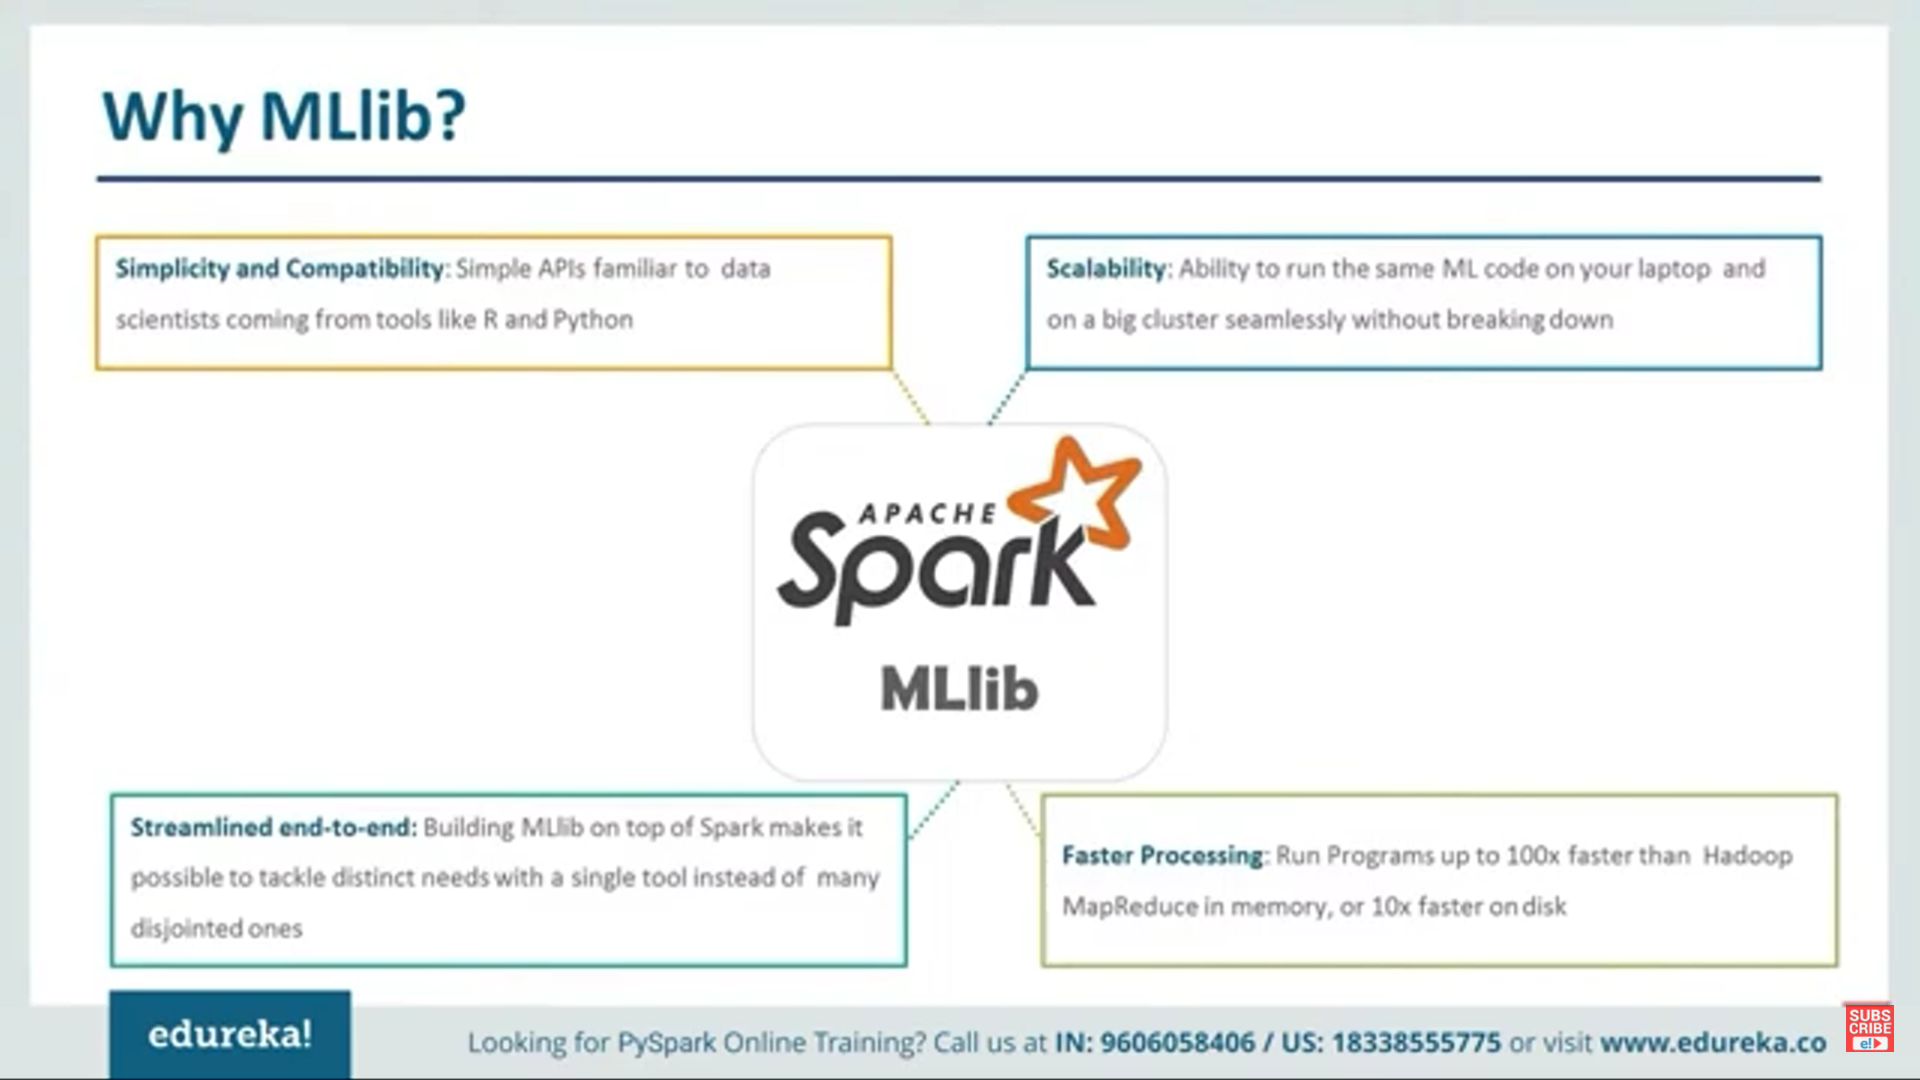 Why MLlib?
Simplicity and Compatibility: Simple APIs familiar to data
scientists coming from tools like R and Python
Scalability: Ability to run the same ML code on your laptop and
on a big cluster seamlessly without breaking down
APACHE
Spark
MLlib
Streamlined end-to-end: Building MLlib on top of Spark makes it
possible to tackle distinct needs with a single tool instead of many
disjointed ones
Faster Processing: Run Programs up to 100x faster than Hadoop
MapReduce in memory, or 10x faster on disk
edureka!
Looking for PySpark Online Training? Call us at IN: 9606058406 / US: 18338555775 or visit www.edureka.co
SUBS
CRIBE
e!